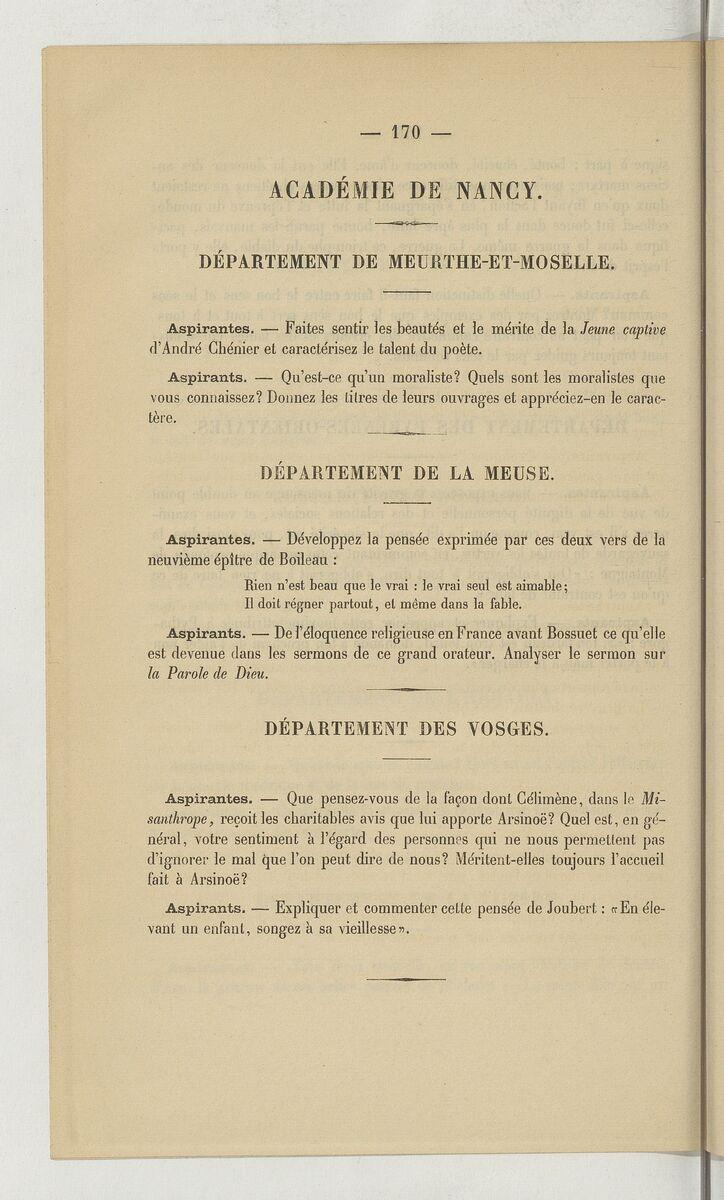 — 170 —
ACADÉMIE DE NANCY.
DÉPARTEMENT DE MEURTHE-ET-MOSELLE.
Aspirantes. — Faites sentir les beautés et le mérite de la Jeune captive
d'André Chénier et caractérisez le talent du poète.
Aspirants. — Qu'est-ce qu'un moraliste? Quels sont les moralistes que
vous connaissez? Donnez les titres de leurs ouvrages et appréciez-en le carac-
tère.
DÉPARTEMENT DE LA MEUSE.
Aspirantes. — Développez la pensée exprimée par ces deux vers de la
neuvième épître de Boileau :
Rien n'est beau que le vrai : le vrai seul est aimable;
Il doit régner partout, et même dans la fable.
Aspirants. — De l'éloquence religieuse en France avant Bossuet ce qu'elle
est devenue dans les sermons de ce grand orateur. Analyser le sermon sur
la Parole de Dieu.
DÉPARTEMENT DES VOSGES.
Aspirantes. — Que pensez-vous de la façon dont Célimène, dans le Mi-
santhrope, reçoit les charitables avis que lui apporte Arsinoë? Quel est, en gé-
néral, votre sentiment à l'égard des personnes qui ne nous permettent pas
d'ignorer le mal que l'on peut dire de nous? Méritent-elles toujours l'accueil
fait à Arsinoë?
Aspirants. — Expliquer et commenter cette pensée de Joubert : «En éle-
vant un enfant, songez à sa vieillesse».